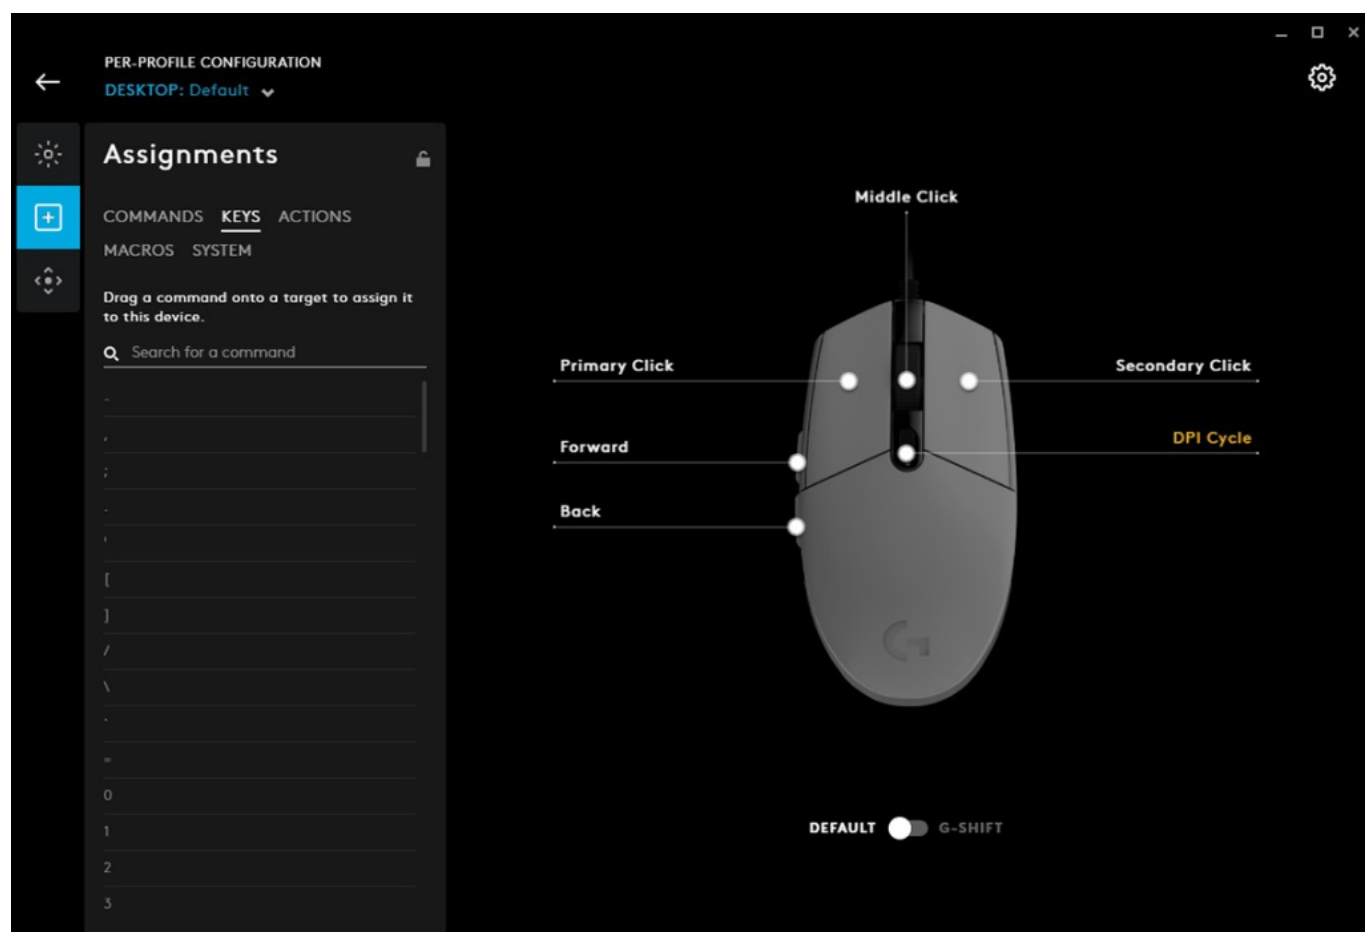 PER-PROFILE CONFIGURATION
DESKTOP: Default
Assignments
COMMANDS KEYS ACTIONS
MACROS SYSTEM
Drag a command onto a target to assign it
to this device.
Search for a command
-
,
;
.
'
[
]
/
\
`
=
0
1
2
3
Middle Click
Primary Click
Secondary Click
Forward
DPI Cycle
Back
G
DEFAULT G-SHIFT